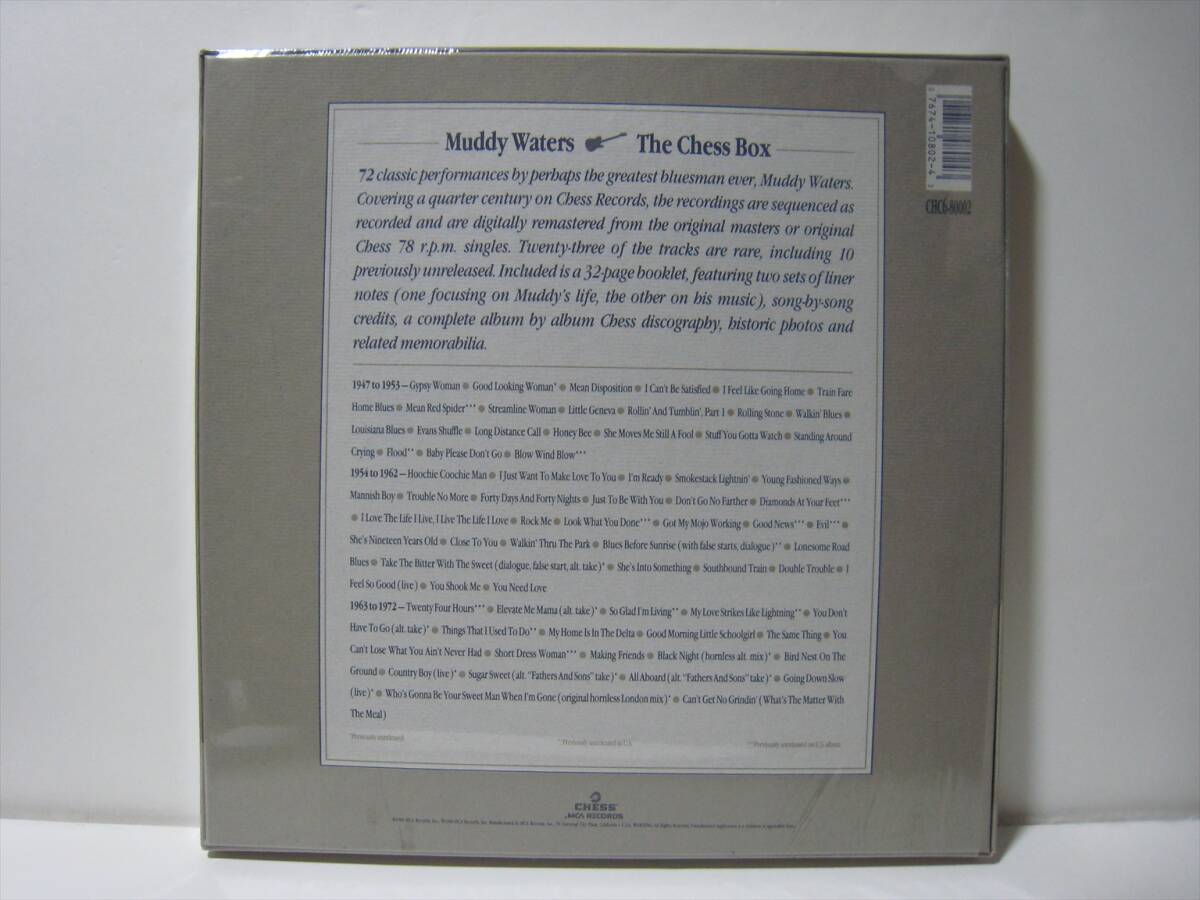 Muddy Waters The Chess Box
72 classic performances by perhaps the greatest bluesman ever, Muddy Waters.
Covering a quarter century on Chess Records, the recordings are sequenced as
recorded and are digitally remastered from the original masters or original
Chess 78 r.p.m. singles. Twenty-three of the tracks are rare, including 10
previously unreleased. Included is a 32-page booklet, featuring two sets of liner
notes (one focusing on Muddy's life, the other on his music), song-by-song
credits, a complete album by album Chess discography, historic photos and
related memorabilia.
1947 to 1953—Gypsy Woman ● Good Looking Woman* ● Mean Disposition ● I Can't Be Satisfied ● I Feel Like Going Home ● Train Fare
Home Blues ● Mean Red Spider*** ● Streamline Woman ● Little Geneva ● Rollin' And Tumblin', Part 1 ● Rolling Stone ● Walkin' Blues ●
Louisiana Blues ● Evans Shuffle ● Long Distance Call ● Honey Bee ● She Moves Me Still A Fool ● Stuff You Gotta Watch ● Standing Around
Crying ● Flood** ● Baby Please Don't Go ● Blow Wind Blow***
1954 to 1962—Hoochie Coochie Man ● I Just Want To Make Love To You ● I'm Ready ● Smokestack Lightnin' ● Young Fashioned Ways ●
Mannish Boy ● Trouble No More ● Forty Days And Forty Nights ● Just To Be With You ● Don't Go No Farther ● Diamonds At Your Feet***
● I Love The Life I Live, I Live The Life I Love ● Rock Me ● Look What You Done*** ● Got My Mojo Working ● Good News*** ● Evil*** ●
She's Nineteen Years Old ● Close To You ● Walkin' Thru The Park ● Blues Before Sunrise (with false starts, dialogue)** ● Lonesome Road
Blues ● Take The Bitter With The Sweet (dialogue, false start, alt. take)* ● She's Into Something ● Southbound Train ● Double Trouble ● I
Feel So Good (live) ● You Shook Me ● You Need Love
1963 to 1972—Twenty Four Hours*** ● Elevate Me Mama (alt. take)* ● So Glad I'm Living** ● My Love Strikes Like Lightning** ● You Don't
Have To Go (alt. take)* ● Things That I Used To Do** ● My Home Is In The Delta ● Good Morning Little Schoolgirl ● The Same Thing ● You
Can't Lose What You Ain't Never Had ● Short Dress Woman*** ● Making Friends ● Black Night (hornless alt. mix)* ● Bird Nest On The
Ground ● Country Boy (live)* ● Sugar Sweet (alt. "Fathers And Sons" take)* ● All Aboard (alt. "Fathers And Sons" take)* ● Going Down Slow
(live)* ● Who's Gonna Be Your Sweet Man When I'm Gone (original hornless London mix)* ● Can't Get No Grindin' (What's The Matter With
The Meal)
*Previously unreleased **Previously unreleased in U.S. ***Previously unreleased on U.S. album
CHESS
MCA RECORDS
0 7674-10802-4 2
CHC6-80002